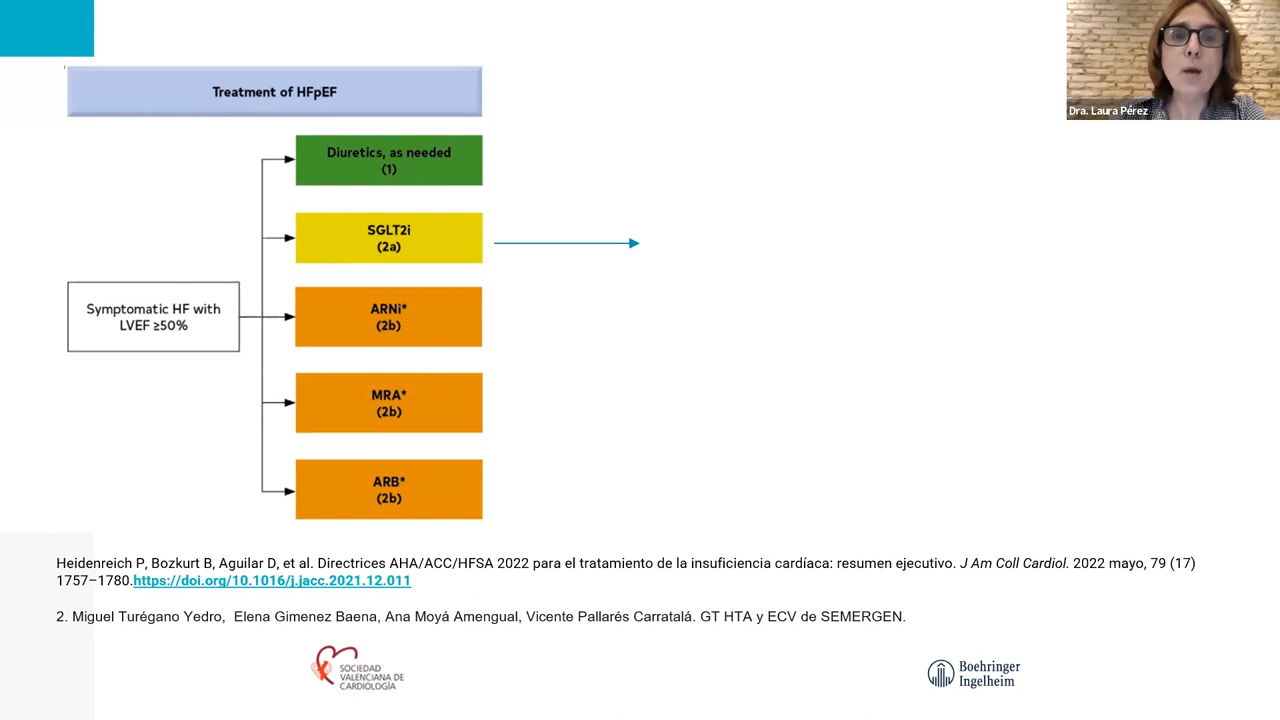 Dra. Laura Pérez
Treatment of HFpEF
Diuretics, as needed
(1)
SGLT2i
(2a)
Symptomatic HF with
LVEF ≥50%
ARNi*
(2b)
MRA*
(2b)
ARB*
(2b)
Heidenreich P, Bozkurt B, Aguilar D, et al. Directrices AHA/ACC/HFSA 2022 para el tratamiento de la insuficiencia cardíaca: resumen ejecutivo. J Am Coll Cardiol. 2022 mayo, 79 (17)
1757–1780.https://doi.org/10.1016/j.jacc.2021.12.011
2. Miguel Turégano Yedro, Elena Gimenez Baena, Ana Moyá Amengual, Vicente Pallarés Carratalá. GT HTA y ECV de SEMERGEN.
SOCIEDAD
VALENCIANA DE
CARDIOLOGÍA
Boehringer
Ingelheim